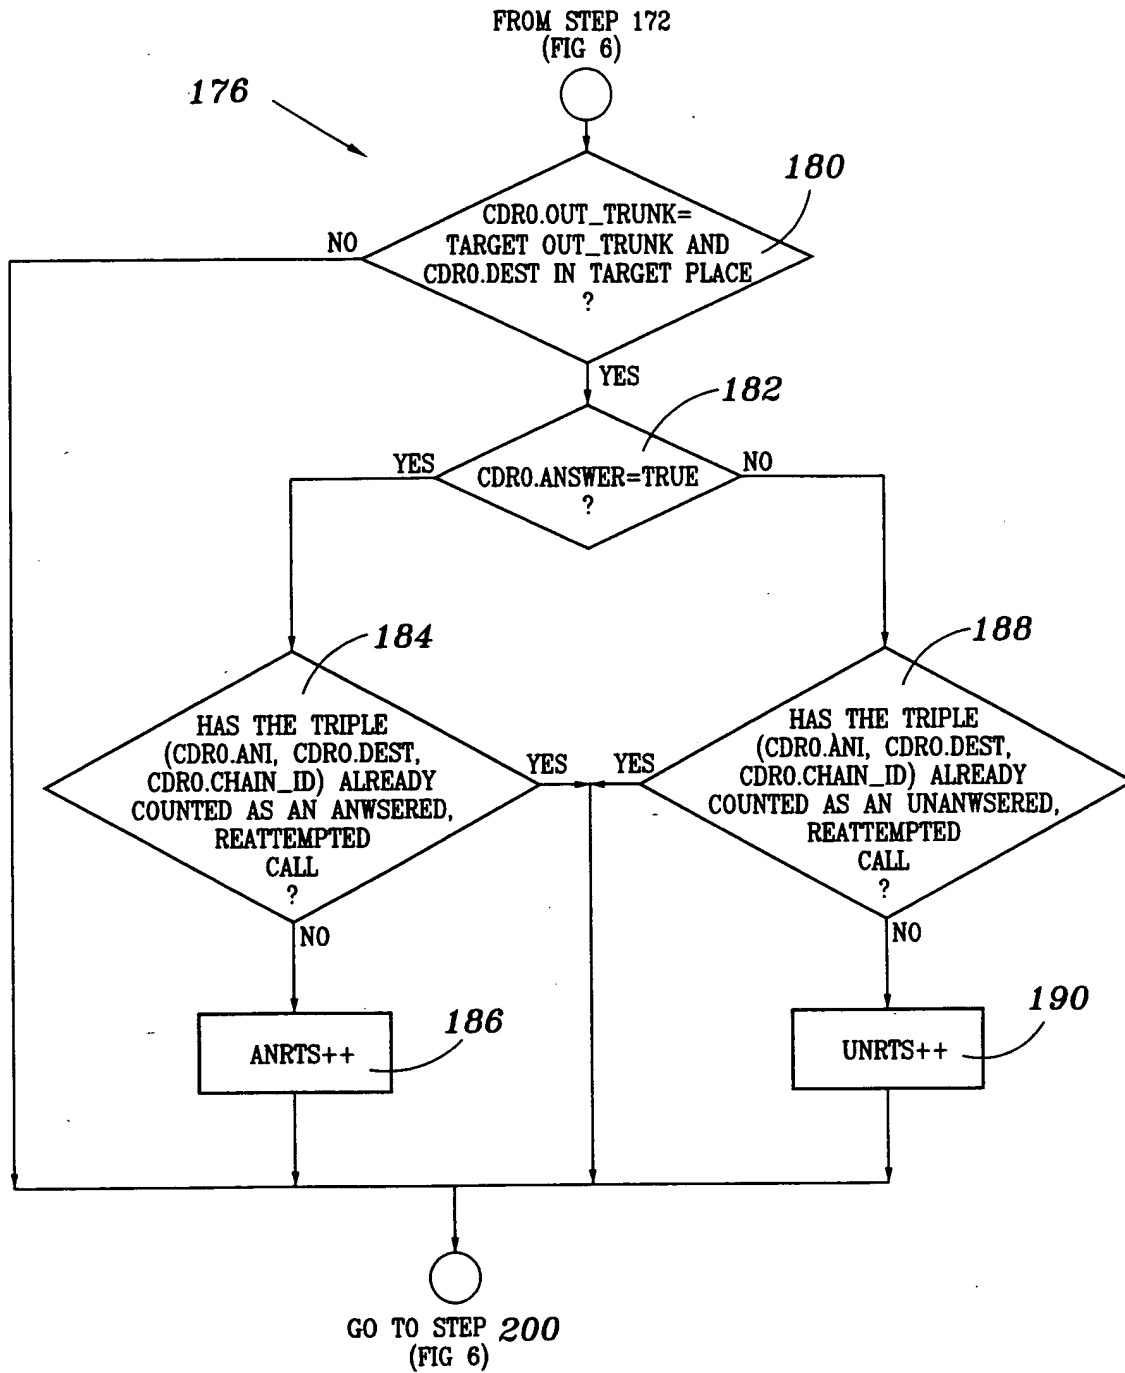 FROM STEP 172
(FIG 6)
176
180
CDR0.OUT_TRUNK=
TARGET OUT_TRUNK AND
CDR0.DEST IN TARGET PLACE
?
NO
YES
182
CDR0.ANSWER=TRUE
?
YES
NO
184
HAS THE TRIPLE
(CDR0.ANI, CDR0.DEST,
CDR0.CHAIN_ID) ALREADY
COUNTED AS AN ANWSERED,
REATTEMPTED
CALL
?
YES
NO
188
HAS THE TRIPLE
(CDR0.ANI, CDR0.DEST,
CDR0.CHAIN_ID) ALREADY
COUNTED AS AN UNANWSERED,
REATTEMPTED
CALL
?
YES
NO
ANRTS++
186
UNRTS++
190
GO TO STEP 200
(FIG 6)